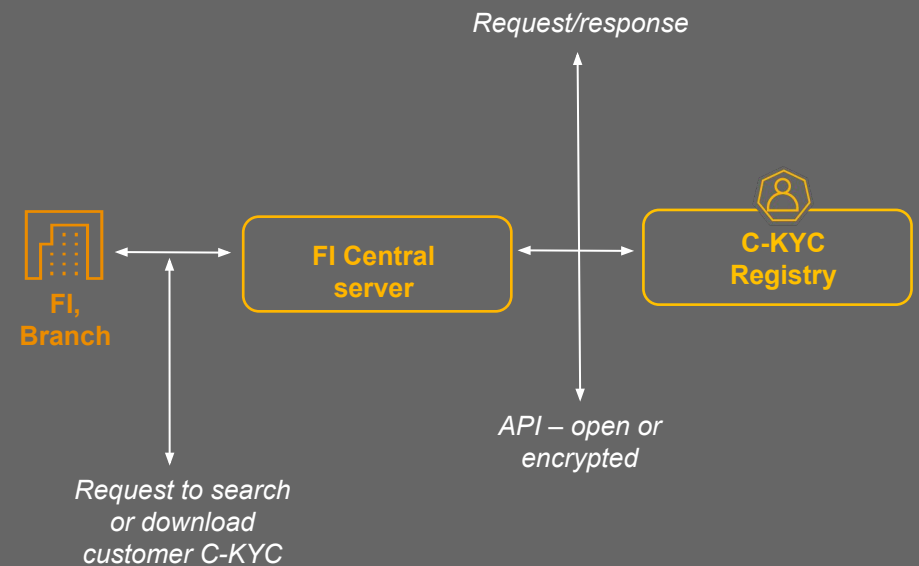 Request/response
FI,
Branch
FI Central
server
C-KYC
Registry
API – open or
encrypted
Request to search
or download
customer C-KYC